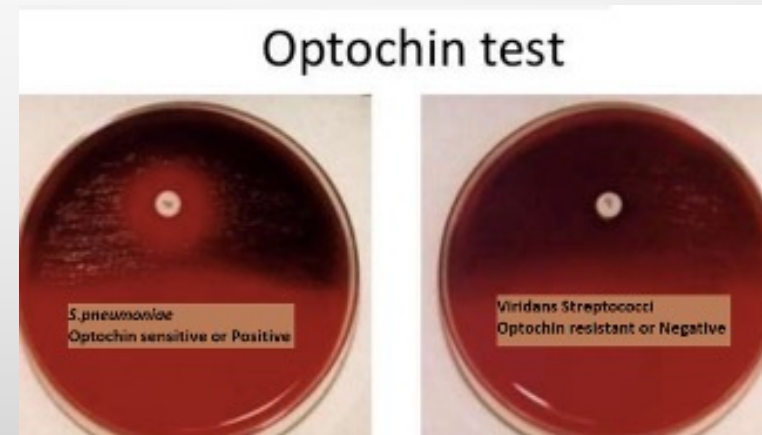 Optochin test
S.pneumoniae
Optochin sensitive or Positive
Viridans Streptococci
Optochin resistant or Negative